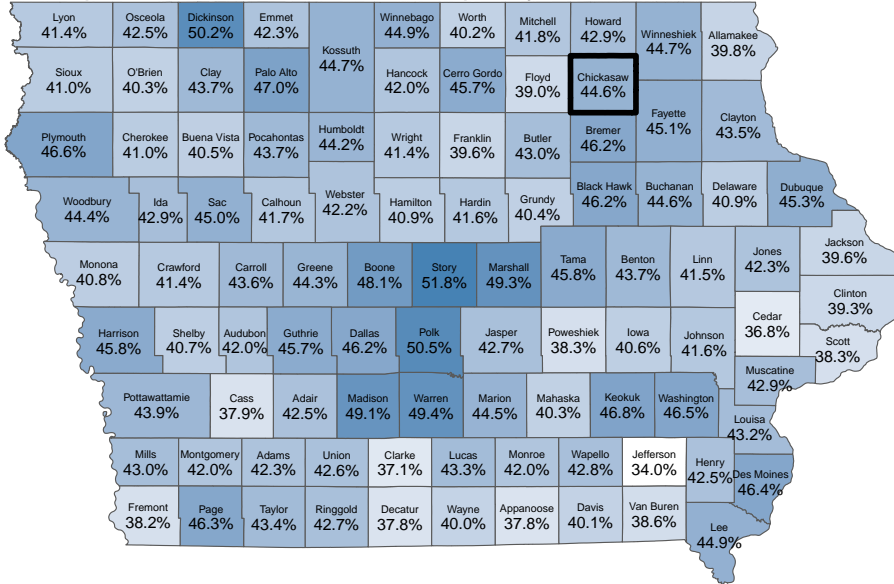 Lyon
41.4%
Osceola
42.5%
Dickinson
50.2%
Emmet
42.3%
Kossuth
44.7%
Winnebago
44.9%
Worth
40.2%
Mitchell
41.8%
Howard
42.9%
Winneshiek
44.7%
Allamakee
39.8%
Sioux
41.0%
O'Brien
40.3%
Clay
43.7%
Palo Alto
47.0%
Hancock
42.0%
Cerro Gordo
45.7%
Floyd
39.0%
Chickasaw
44.6%
Fayette
45.1%
Clayton
43.5%
Plymouth
46.6%
Cherokee
41.0%
Buena Vista
40.5%
Pocahontas
43.7%
Humboldt
44.2%
Wright
41.4%
Franklin
39.6%
Butler
43.0%
Bremer
46.2%
Woodbury
44.4%
Ida
42.9%
Sac
45.0%
Calhoun
41.7%
Webster
42.2%
Hamilton
40.9%
Hardin
41.6%
Grundy
40.4%
Black Hawk
46.2%
Buchanan
44.6%
Delaware
40.9%
Dubuque
45.3%
Monona
40.8%
Crawford
41.4%
Carroll
43.6%
Greene
44.3%
Boone
48.1%
Story
51.8%
Marshall
49.3%
Tama
45.8%
Benton
43.7%
Linn
41.5%
Jones
42.3%
Jackson
39.6%
Clinton
39.3%
Harrison
45.8%
Shelby
40.7%
Audubon
42.0%
Guthrie
45.7%
Dallas
46.2%
Polk
50.5%
Jasper
42.7%
Poweshiek
38.3%
Iowa
40.6%
Johnson
41.6%
Cedar
36.8%
Scott
38.3%
Muscatine
42.9%
Pottawattamie
43.9%
Cass
37.9%
Adair
42.5%
Madison
49.1%
Warren
49.4%
Marion
44.5%
Mahaska
40.3%
Keokuk
46.8%
Washington
46.5%
Louisa
43.2%
Mills
43.0%
Montgomery
42.0%
Adams
42.3%
Union
42.6%
Clarke
37.1%
Lucas
43.3%
Monroe
42.0%
Wapello
42.8%
Jefferson
34.0%
Henry
42.5%
Des Moines
46.4%
Fremont
38.2%
Page
46.3%
Taylor
43.4%
Ringgold
42.7%
Decatur
37.8%
Wayne
40.0%
Appanoose
37.8%
Davis
40.1%
Van Buren
38.6%
Lee
44.9%